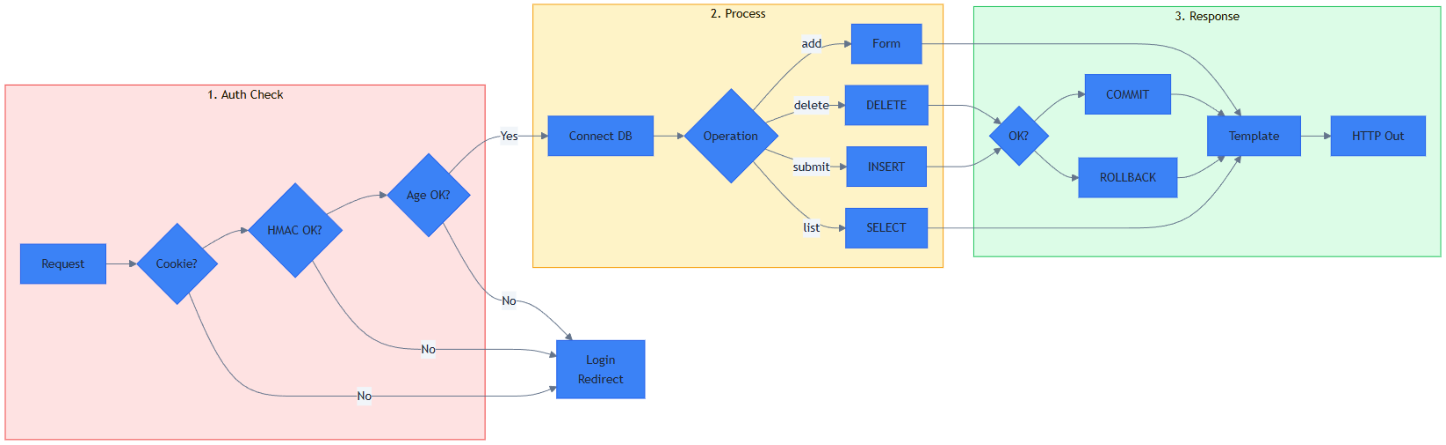 1. Auth Check
Request
Cookie?
HMAC OK?
Age OK?
Yes
No
No
No
Login
Redirect
2. Process
Connect DB
Operation
add
delete
submit
list
Form
DELETE
INSERT
SELECT
3. Response
OK?
COMMIT
ROLLBACK
Template
HTTP Out